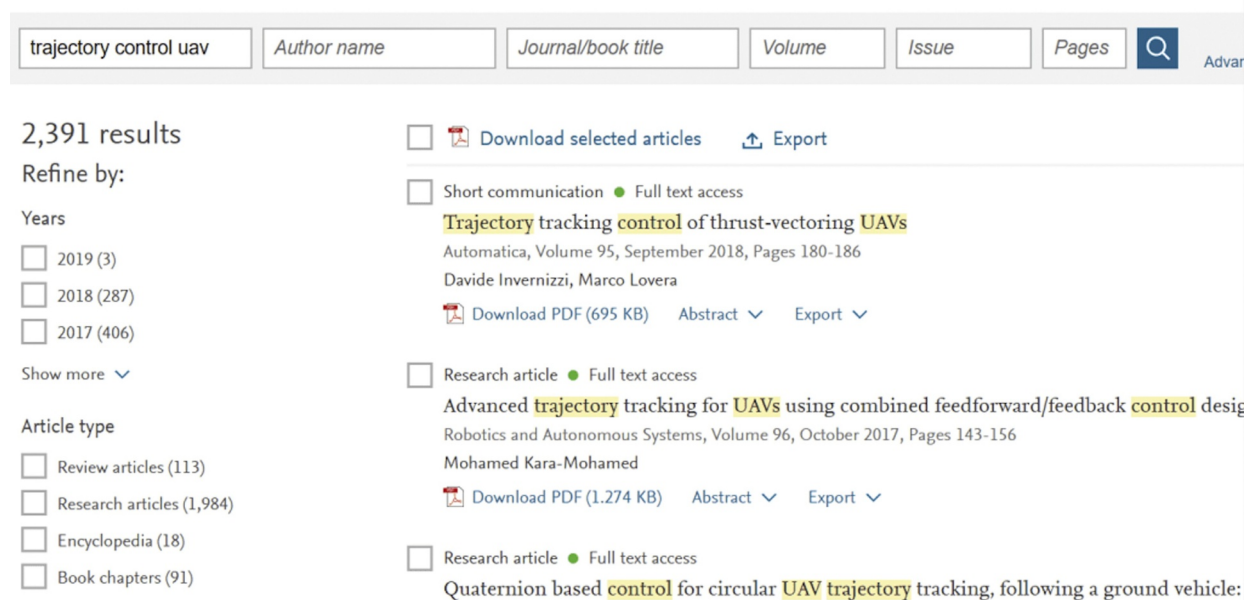 trajectory control uav Author name Journal/book title Volume Issue Pages
2,391 results
Refine by:
Years
2019 (3)
2018 (287)
2017 (406)
Show more
Article type
Review articles (113)
Research articles (1,984)
Encyclopedia (18)
Book chapters (91)
Download selected articles Export
Short communication Full text access
Trajectory tracking control of thrust-vectoring UAVs
Automatica, Volume 95, September 2018, Pages 180-186
Davide Invernizzi, Marco Lovera
Download PDF (695 KB) Abstract Export
Research article Full text access
Advanced trajectory tracking for UAVs using combined feedforward/feedback control
Robotics and Autonomous Systems, Volume 96, October 2017, Pages 143-156
Mohamed Kara-Mohamed
Download PDF (1.274 KB) Abstract Export
Research article Full text access
Quaternion based control for circular UAV trajectory tracking, following a ground vehicle: